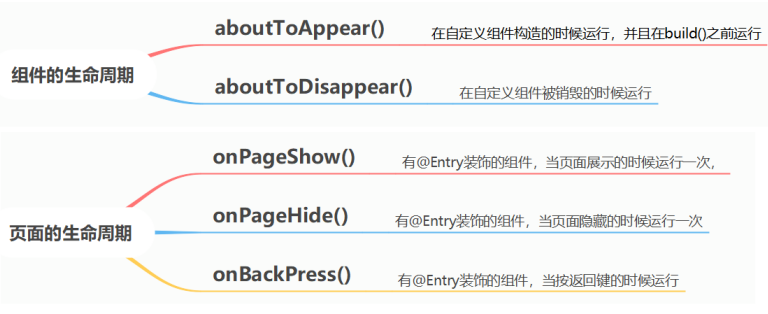 组件的生命周期
aboutToAppear() 在自定义组件构造的时候运行，并且在build()之前运行
aboutToDisappear() 在自定义组件被销毁的时候运行
页面的生命周期
onPageShow() 有@Entry装饰的组件，当页面展示的时候运行一次，
onPageHide() 有@Entry装饰的组件，当页面隐藏的时候运行一次
onBackPress() 有@Entry装饰的组件，当按返回键的时候运行